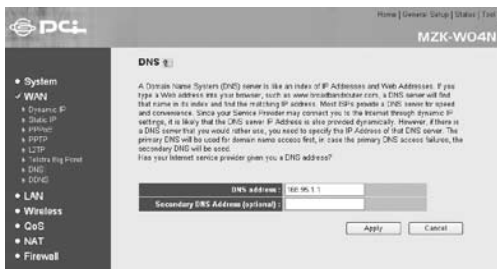 Home | General Setup | Status | Tool
PCi
MZK-W04N
DNS
System
WAN
Dynamic IP
Static IP
PPPoE
PPTP
L2TP
Telstra Big Pond
DNS
DDNS
LAN
Wireless
QoS
NAT
Firewall
A Domain Name System (DNS) server is like an index of IP Addresses and Web Addresses. If you
type a Web address into your browser, such as www.broadbandrouter.com, a DNS server will find
that name in its index and find the matching IP address. Most ISPs provide a DNS server for speed
and convenience. Since your Service Provider may connect you to the Internet through dynamic IP
settings, it is likely that the DNS server IP Address is also provided dynamically. However, if there is
a DNS server that you would rather use, you need to specify the IP Address of that DNS server. The
primary DNS will be used for domain name access first, in case the primary DNS access failures, the
secondary DNS will be used.
Has your Internet service provider given you a DNS address?
DNS address : 168.95.1.1
Secondary DNS Address (optional) :
Apply Cancel